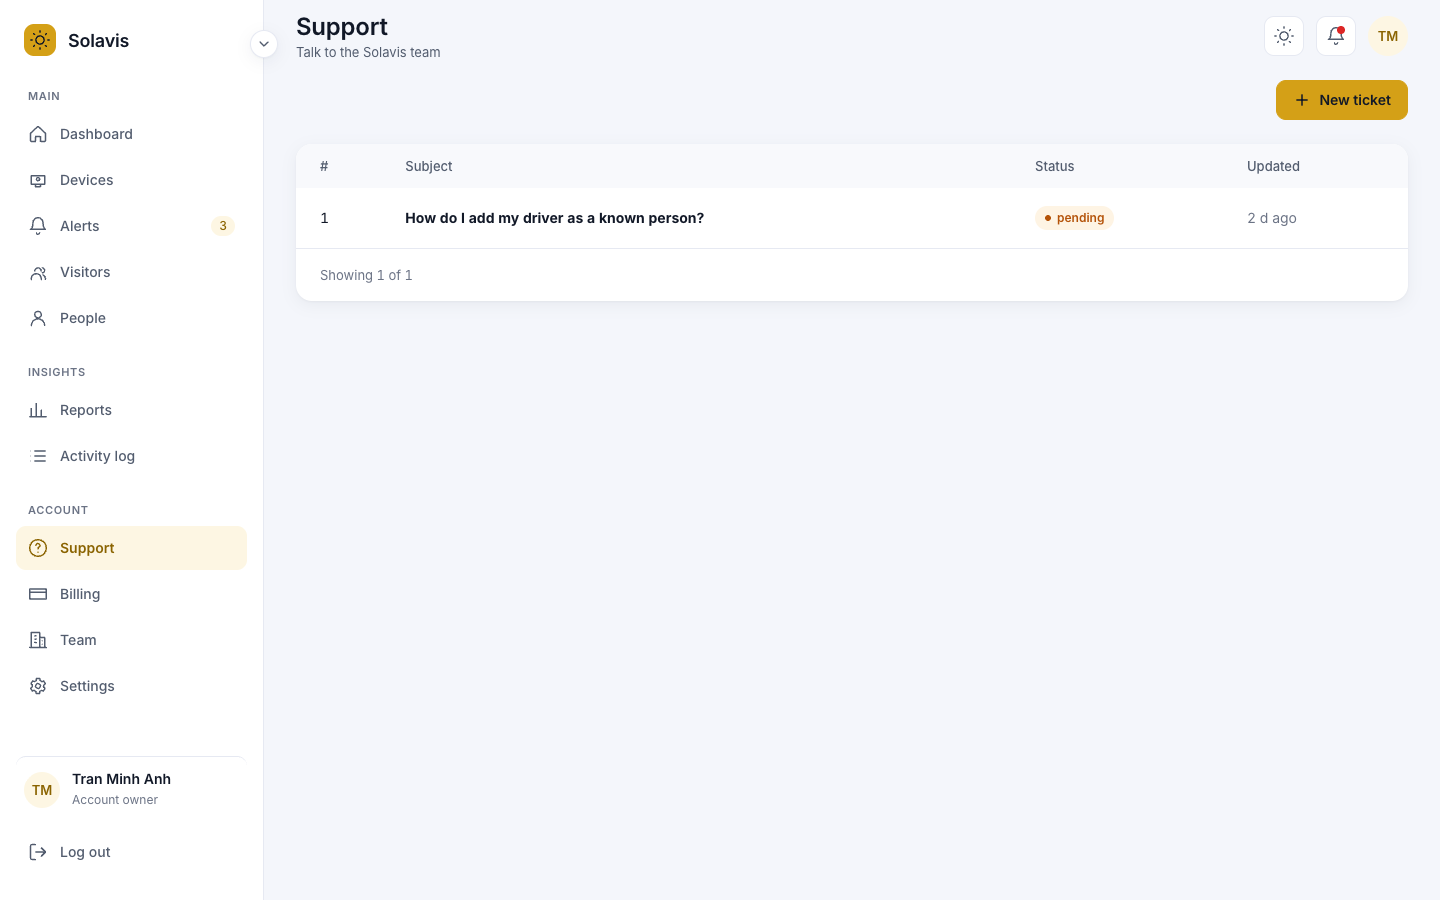 Solavis
MAIN
Dashboard
Devices
Alerts 3
Visitors
People
INSIGHTS
Reports
Activity log
ACCOUNT
Support
Billing
Team
Settings
TM
Tran Minh Anh
Account owner
Log out
Support
Talk to the Solavis team
TM
New ticket
# Subject Status Updated
1 How do I add my driver as a known person? pending 2 d ago
Showing 1 of 1